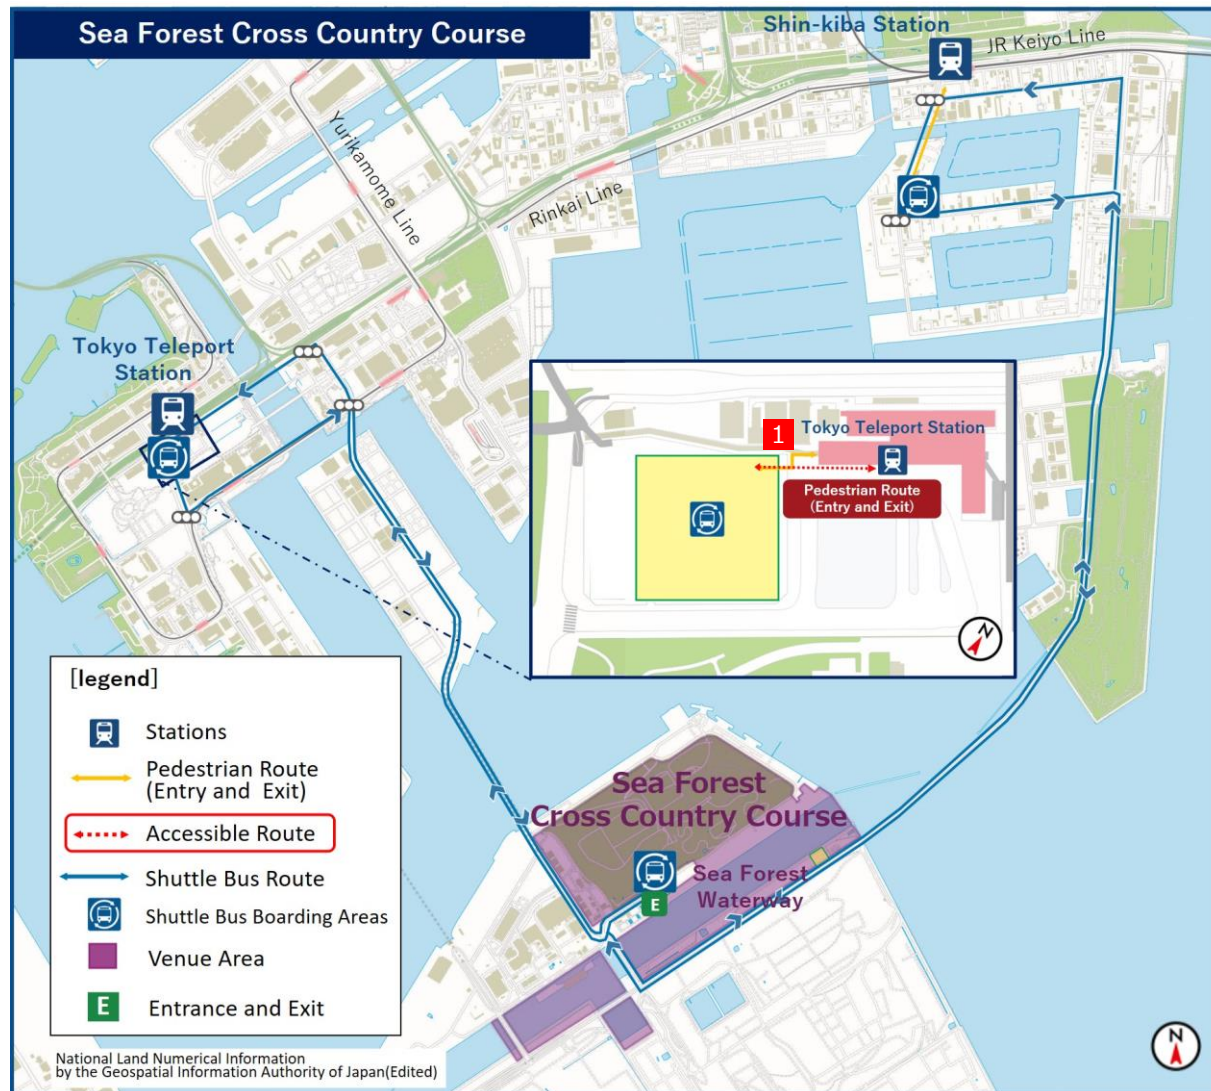 Sea Forest Cross Country Course
Shin-kiba Station
JR Keiyo Line
Yurikamome Line
Rinkai Line
Tokyo Teleport
Station
1
Tokyo Teleport Station
Pedestrian Route
(Entry and Exit)
N
[legend]
Stations
Pedestrian Route
(Entry and Exit)
Accessible Route
Shuttle Bus Route
Shuttle Bus Boarding Areas
Venue Area
E
Entrance and Exit
Sea Forest
Cross Country Course
Sea Forest
Waterway
E
National Land Numerical Information
by the Geospatial Information Authority of Japan(Edited)
N